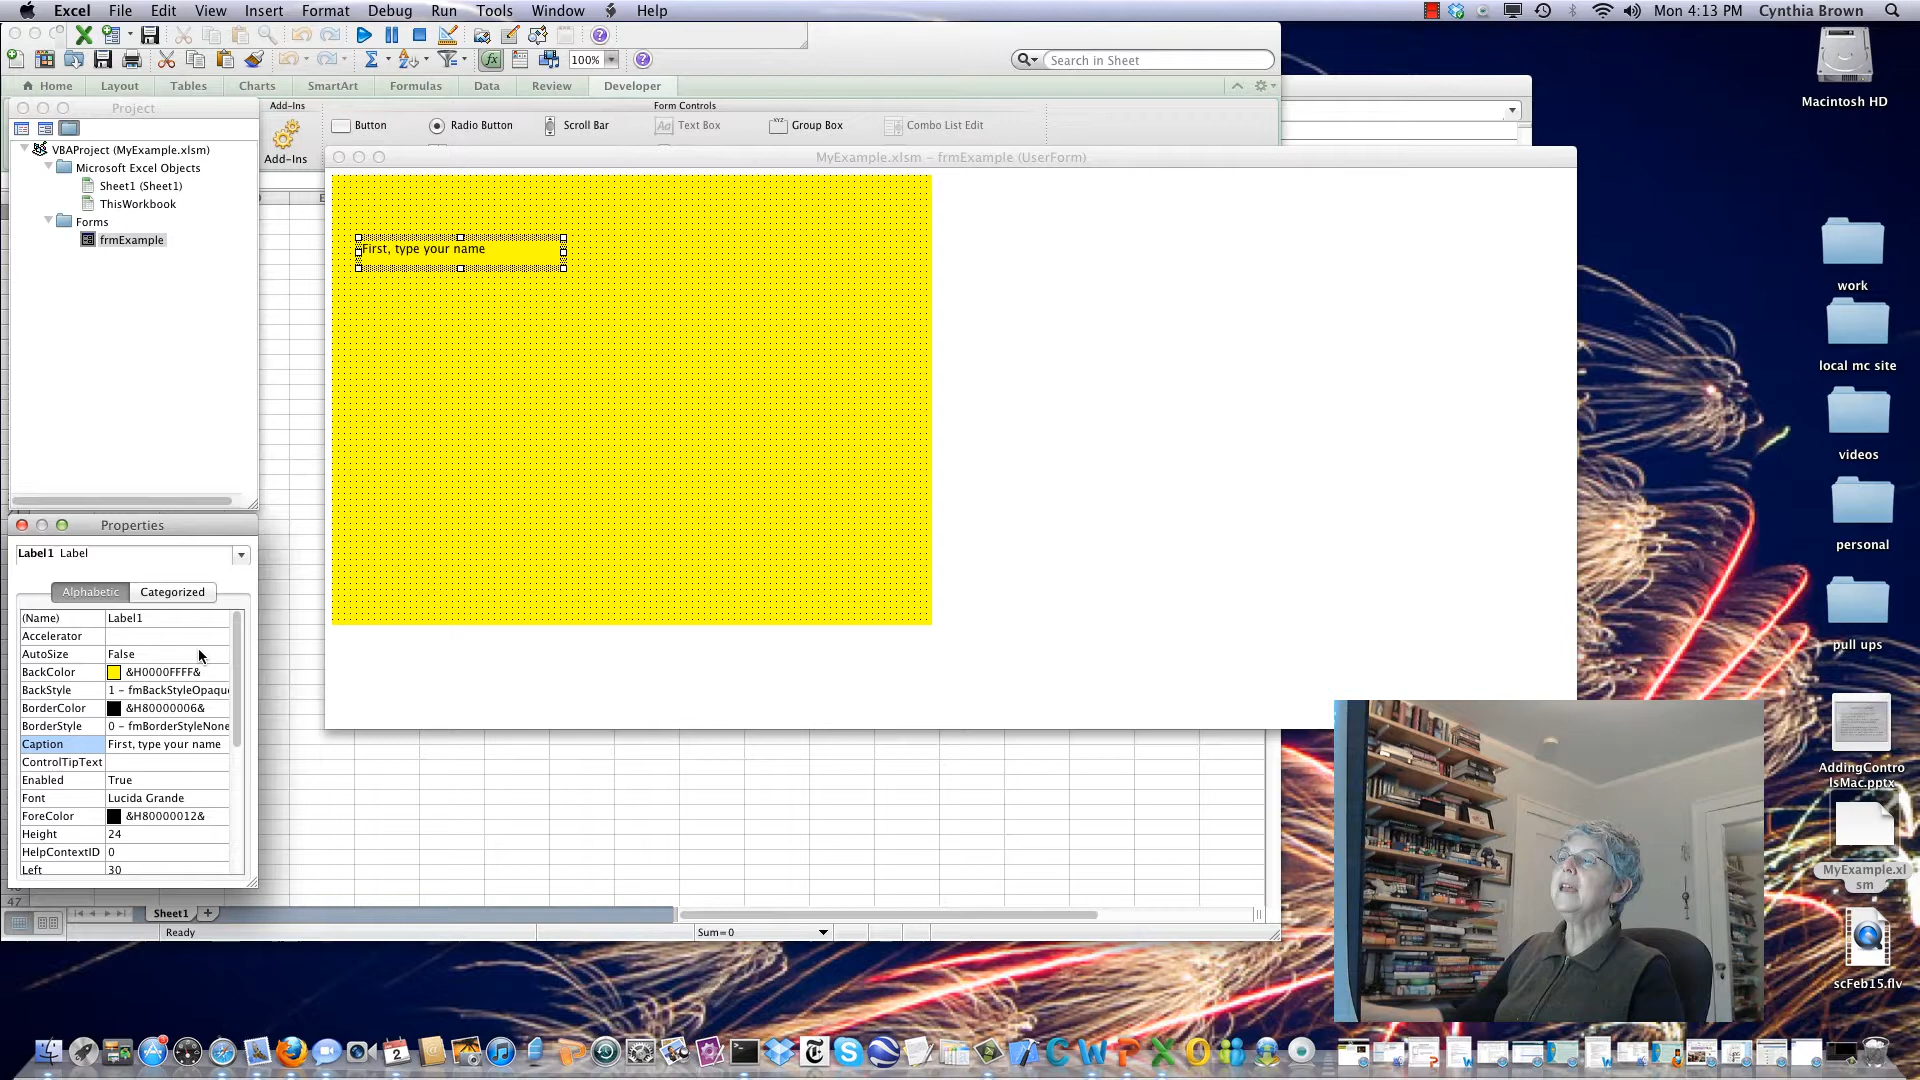 Excel File Edit View Insert Format Debug Run Tools Window Help
Mon 4:13 PM Cynthia Brown
100%
Search in Sheet
Home Layout Tables Charts SmartArt Formulas Data Review Developer
Add-Ins
Form Controls
Button Radio Button Scroll Bar Text Box Group Box Combo List Edit
Add-Ins
Project
VBAProject (MyExample.xlsm)
Microsoft Excel Objects
Sheet1 (Sheet1)
ThisWorkbook
Forms
frmExample
MyExample.xlsm - frmExample (UserForm)
First, type your name
Properties
Label1 Label
Alphabetic Categorized
(Name) Label1
Accelerator
AutoSize False
BackColor &H0000FFFF&
BackStyle 1 - fmBackStyleOpaqu
BorderColor &H80000006&
BorderStyle 0 - fmBorderStyleNone
Caption First, type your name
ControlTipText
Enabled True
Font Lucida Grande
ForeColor &H80000012&
Height 24
HelpContextID 0
Left 30
47
Sheet1
Ready
Sum=0
Macintosh HD
work
local mc site
videos
personal
pull ups
AddingContro
lsMac.pptx
MyExample.xl
sm
scFeb15.flv